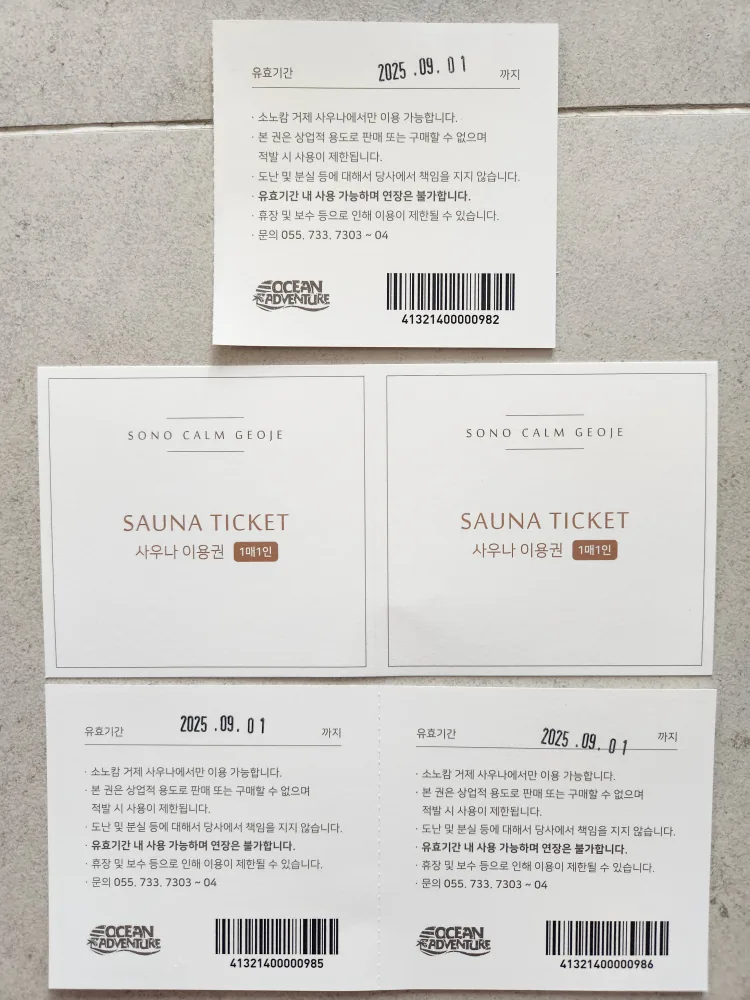 유효기간 2025.09.01 까지
· 소노캄 거제 사우나에서만 이용 가능합니다.
· 본 권은 상업적 용도로 판매 또는 구매할 수 없으며
적발 시 사용이 제한됩니다.
· 도난 및 분실 등에 대해서 당사에서 책임을 지지 않습니다.
· 유효기간 내 사용 가능하며 연장은 불가합니다.
· 휴장 및 보수 등으로 인해 이용이 제한될 수 있습니다.
· 문의 055. 733. 7303 ~ 04
OCEAN
ADVENTURE
41321400000982
SONO CALM GEOJE
SAUNA TICKET
사우나 이용권 1매1인
SONO CALM GEOJE
SAUNA TICKET
사우나 이용권 1매1인
유효기간 2025.09.01 까지
· 소노캄 거제 사우나에서만 이용 가능합니다.
· 본 권은 상업적 용도로 판매 또는 구매할 수 없으며
적발 시 사용이 제한됩니다.
· 도난 및 분실 등에 대해서 당사에서 책임을 지지 않습니다.
· 유효기간 내 사용 가능하며 연장은 불가합니다.
· 휴장 및 보수 등으로 인해 이용이 제한될 수 있습니다.
· 문의 055. 733. 7303 ~ 04
OCEAN
ADVENTURE
41321400000985
유효기간 2025.09.01 까지
· 소노캄 거제 사우나에서만 이용 가능합니다.
· 본 권은 상업적 용도로 판매 또는 구매할 수 없으며
적발 시 사용이 제한됩니다.
· 도난 및 분실 등에 대해서 당사에서 책임을 지지 않습니다.
· 유효기간 내 사용 가능하며 연장은 불가합니다.
· 휴장 및 보수 등으로 인해 이용이 제한될 수 있습니다.
· 문의 055. 733. 7303 ~ 04
OCEAN
ADVENTURE
41321400000986